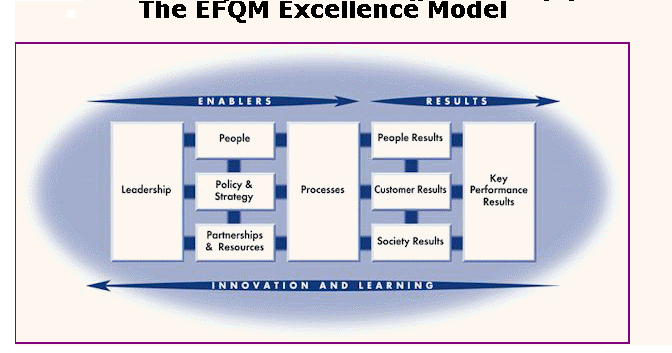 The EFQM Excellence Model
ENABLERS
RESULTS
Leadership
People
Policy &
Strategy
Partnerships
& Resources
Processes
People Results
Customer Results
Society Results
Key
Performance
Results
INNOVATION AND LEARNING